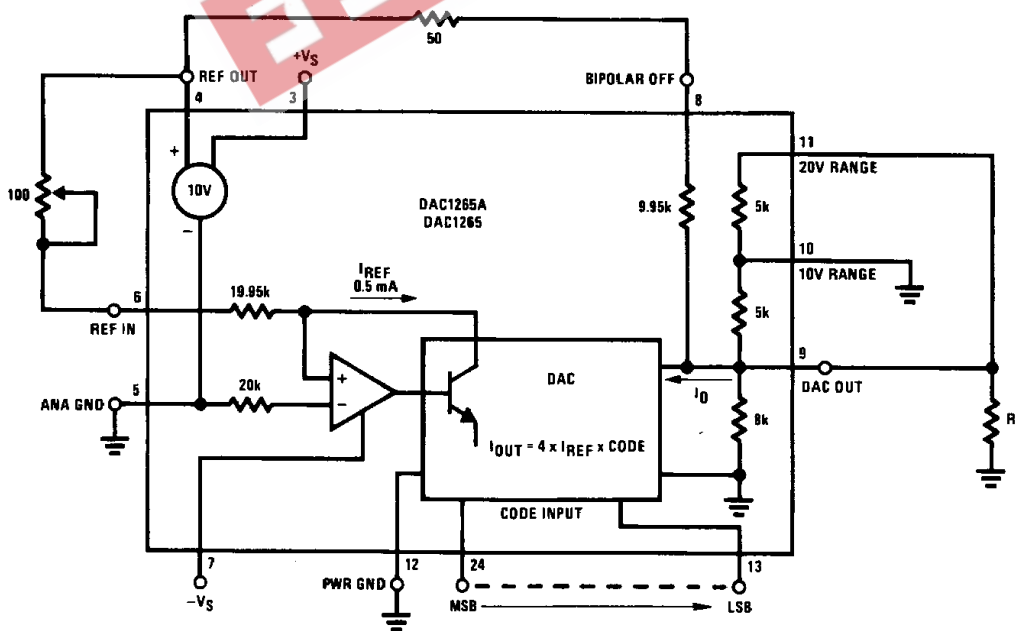 50
+VS
REF OUT
4
3
BIPOLAR OFF
8
11
20V RANGE
+
10V
-
100
DAC1265A
DAC1265
9.95k
5k
10
10V RANGE
IREF
0.5 mA
6
19.95k
REF IN
5k
9
DAC OUT
DAC
+
-
IO
5
20k
ANA GND
8k
R
IOUT = 4 x IREF x CODE
CODE INPUT
7
12
24
13
-VS
PWR GND
MSB
LSB